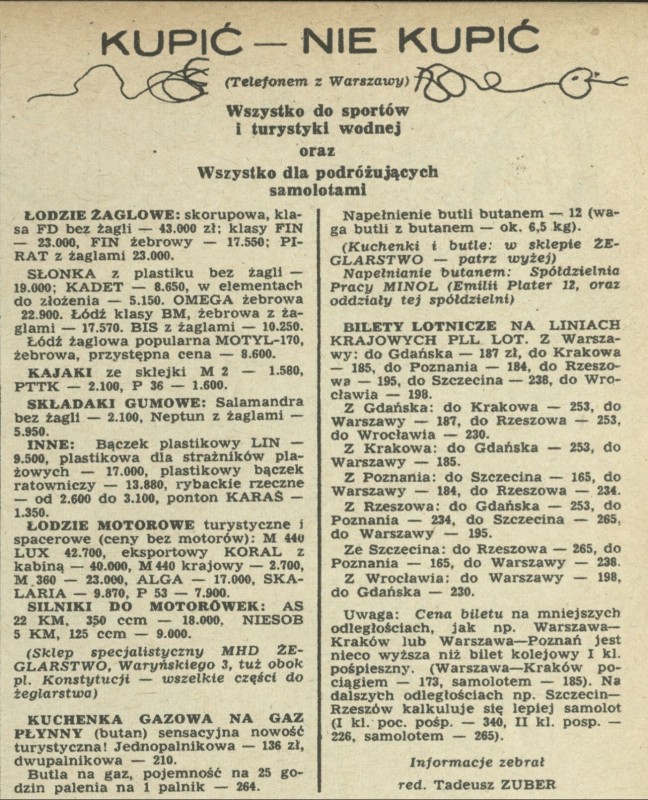 KUPIĆ — NIE KUPIĆ
(Telefonem z Warszawy)
Wszystko do sportów
i turystyki wodnej
oraz
Wszystko dla podróżujących
samolotami
ŁODZIE ŻAGLOWE: skorupowa, kla-
sa FD bez żagli — 43.000 zł; klasy FIN
— 23.000, FIN żebrowy — 17.550; PI-
RAT z żaglami 23.000.
SŁONKA z plastiku bez żagli —
19.000; KADET — 8.650, w elementach
do złożenia — 5.150. OMEGA żebrowa
22.900. Łódź klasy BM, żebrowa z ża-
glami — 17.570. BIS z żaglami — 10.250.
Łódź żaglowa popularna MOTYL-170,
żebrowa, przystępna cena — 8.600.
KAJAKI ze sklejki M 2 — 1.580,
PTTK — 2.100, P 36 — 1.600.
SKŁADAKI GUMOWE: Salamandra
bez żagli — 2.100, Neptun z żaglami —
5.950.
INNE: Bączek plastikowy LIN —
9.500, plastikowa dla strażników pla-
żowych — 17.000, plastikowy bączek
ratowniczy — 13.880, rybackie rzeczne
— od 2.600 do 3.100, ponton KARAŚ —
1.350.
ŁODZIE MOTOROWE turystyczne i
spacerowe (ceny bez motorów): M 440
LUX 42.700, eksportowy KORAL z
kabiną — 40.000, M 440 krajowy — 2.700,
M 360 — 23.000, ALGA — 17.000, SKA-
LARIA — 9.870, P 53 — 7.900.
SILNIKI DO MOTORÓWEK: AS
22 KM, 350 ccm — 18.000, NIESOB
5 KM, 125 ccm — 9.000.
(Sklep specjalistyczny MHD ŻE-
GLARSTWO, Waryńskiego 3, tuż obok
pl. Konstytucji — wszelkie części do
żeglarstwa)
KUCHENKA GAZOWA NA GAZ
PŁYNNY (butan) sensacyjna nowość
turystyczna! Jednopalnikowa — 136 zł,
dwupalnikowa — 210.
Butla na gaz, pojemność na 25 go-
dzin palenia na 1 palnik — 264.
Napełnienie butli butanem — 12 (wa-
ga butli z butanem — ok. 6,5 kg).
(Kuchenki i butle: w sklepie ŻE-
GLARSTWO — patrz wyżej)
Napełnianie butanem: Spółdzielnia
Pracy MINOL (Emilii Plater 12, oraz
oddziały tej spółdzielni)
BILETY LOTNICZE NA LINIACH
KRAJOWYCH PLL LOT. Z Warsza-
wy: do Gdańska — 187 zł, do Krakowa
— 185, do Poznania — 184, do Rzeszo-
wa — 195, do Szczecina — 238, do Wro-
cławia — 198.
Z Gdańska: do Krakowa — 253, do
Warszawy — 187, do Rzeszowa — 253,
do Wrocławia — 230.
Z Krakowa: do Gdańska — 253, do
Warszawy — 185.
Z Poznania: do Szczecina — 165, do
Warszawy — 184, do Rzeszowa — 234.
Z Rzeszowa: do Gdańska — 253, do
Poznania — 234, do Szczecina — 265,
do Warszawy — 195.
Ze Szczecina: do Rzeszowa — 265, do
Poznania — 165, do Warszawy — 238.
Z Wrocławia: do Warszawy — 198,
do Gdańska — 230.
Uwaga: Cena biletu na mniejszych
odległościach, jak np. Warszawa—
Kraków lub Warszawa—Poznań jest
nieco wyższa niż bilet kolejowy I kl.
pośpieszny. (Warszawa—Kraków po-
ciągiem — 173, samolotem — 185). Na
dalszych odległościach np. Szczecin—
Rzeszów kalkuluje się lepiej samolot
(I kl. poc. pośp. — 340, II kl. posp. —
226, samolotem — 265).
Informacje zebrał
red. Tadeusz ZUBER